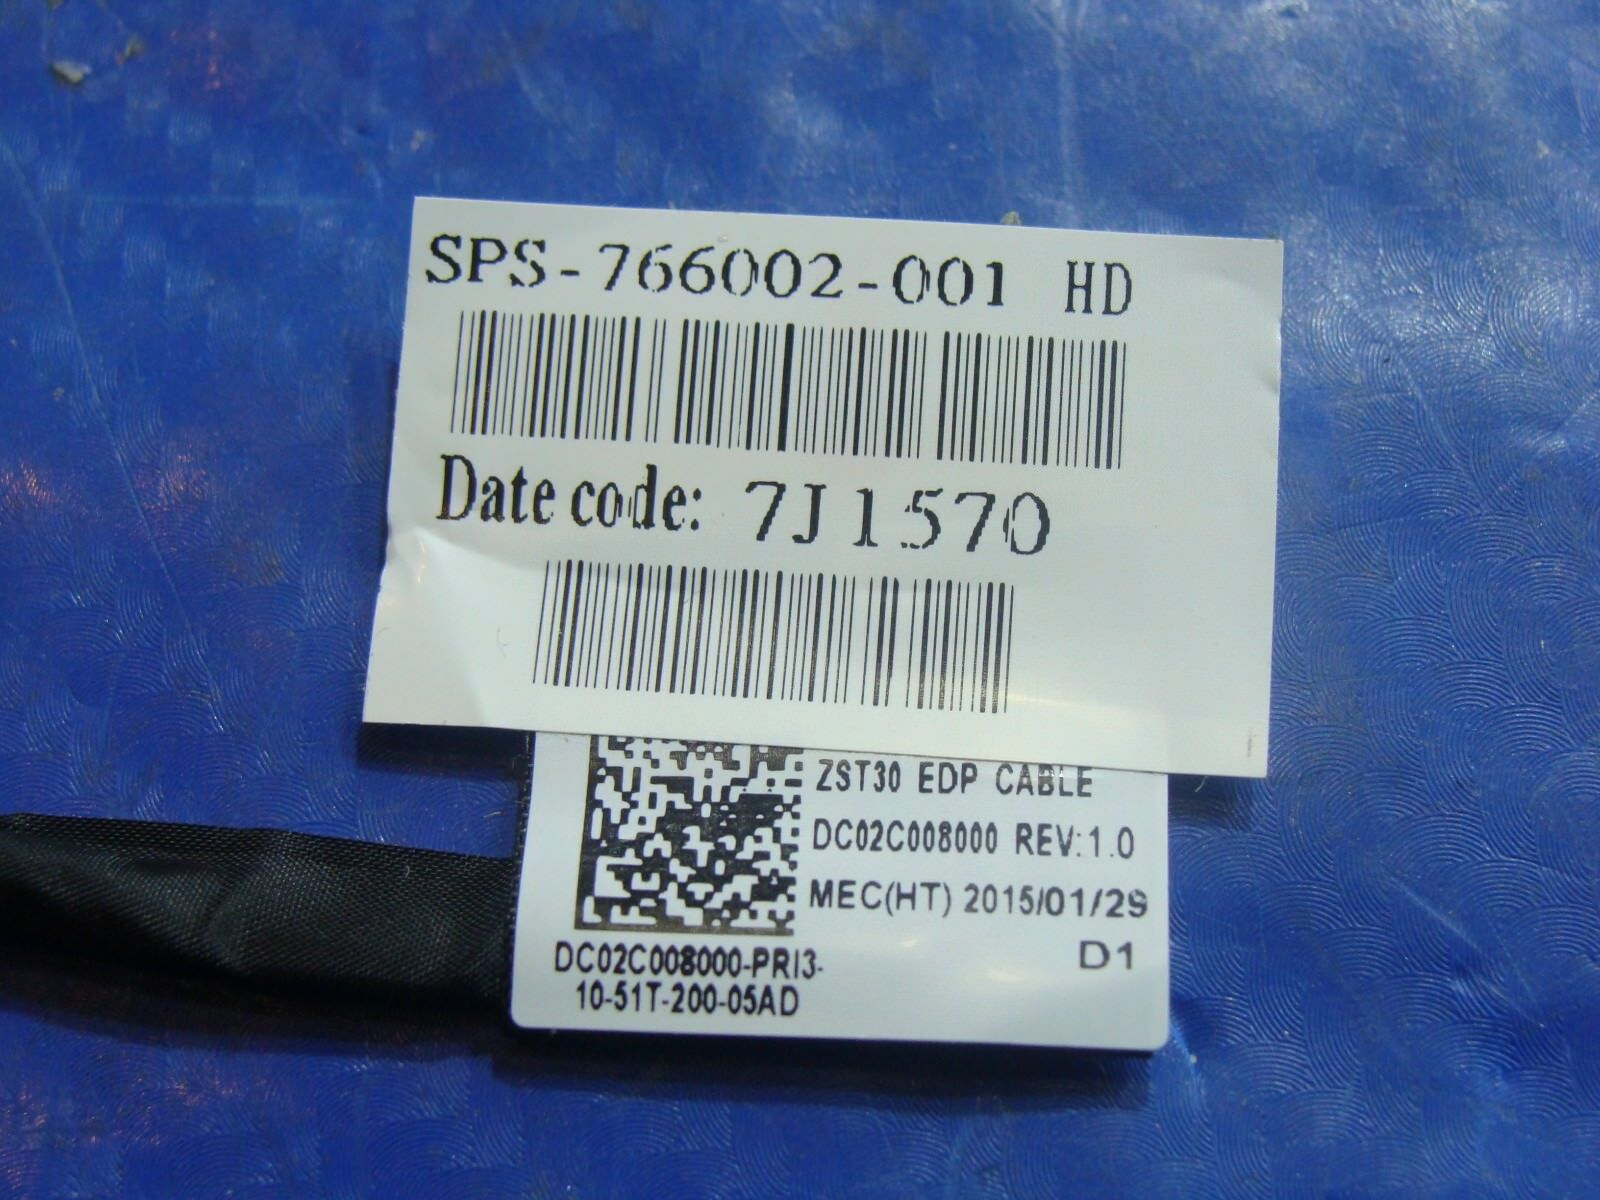 SPS-766002-001 HD
Date code: 7J1570
ZST30 EDP CABLE
DC02C008000 REV:1.0
MEC(HT) 2015/01/29
D1
DC02C008000-PRI3-
10-51T-200-05AD